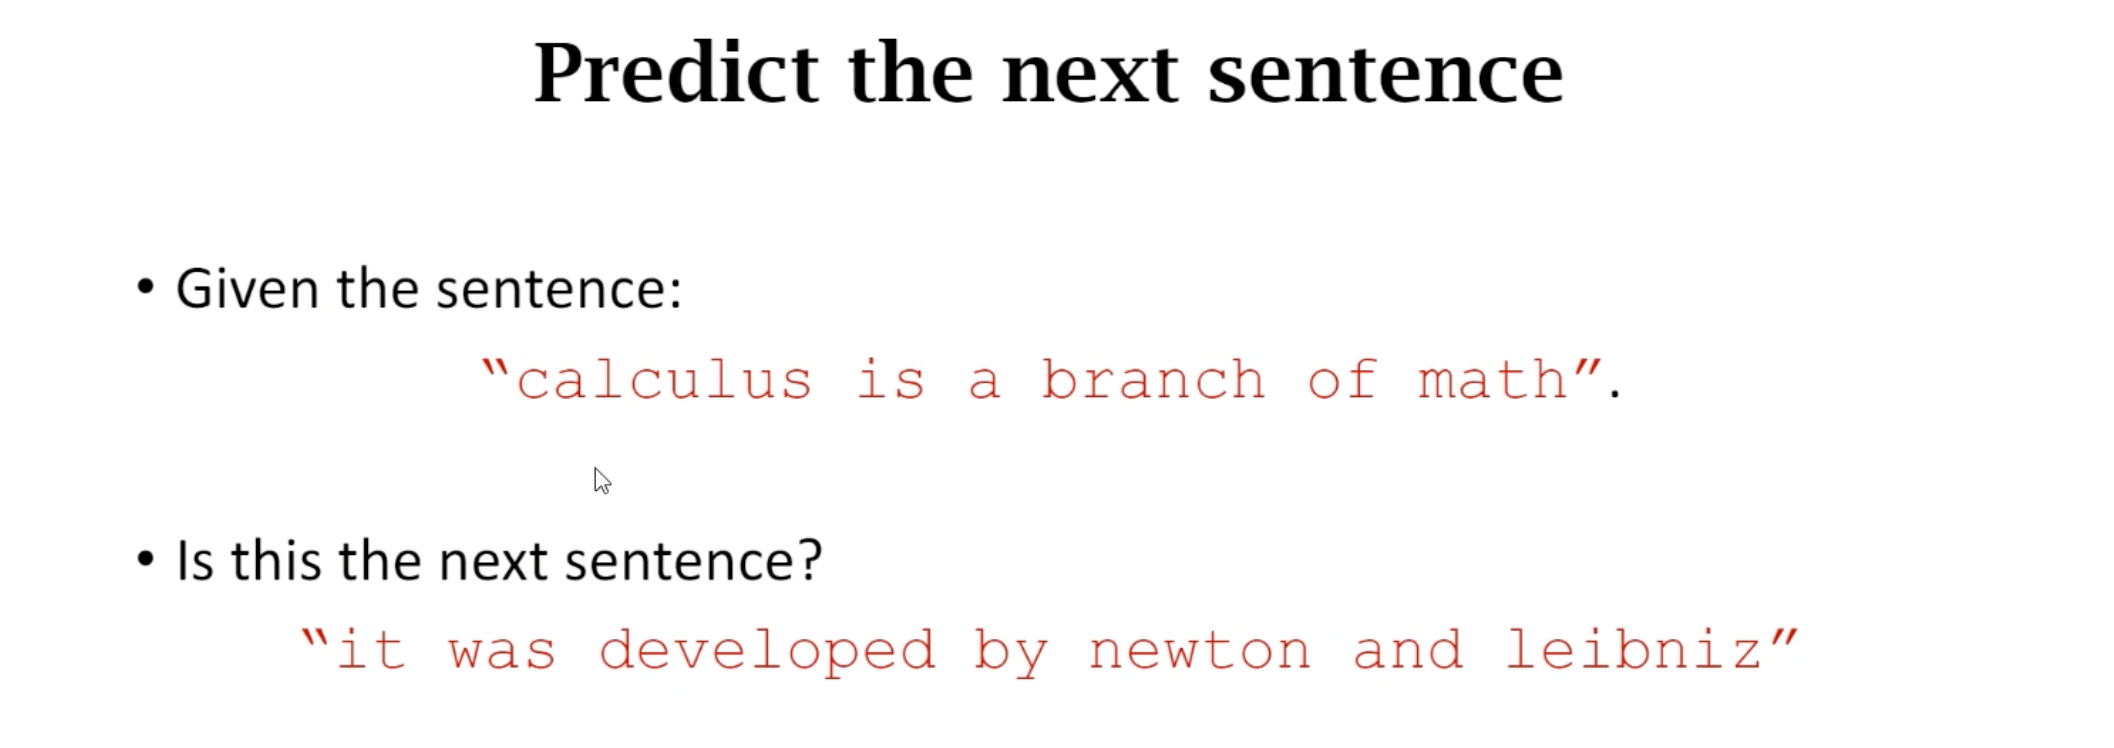 Predict the next sentence
• Given the sentence:
“calculus is a branch of math”.
• Is this the next sentence?
“it was developed by newton and leibniz”